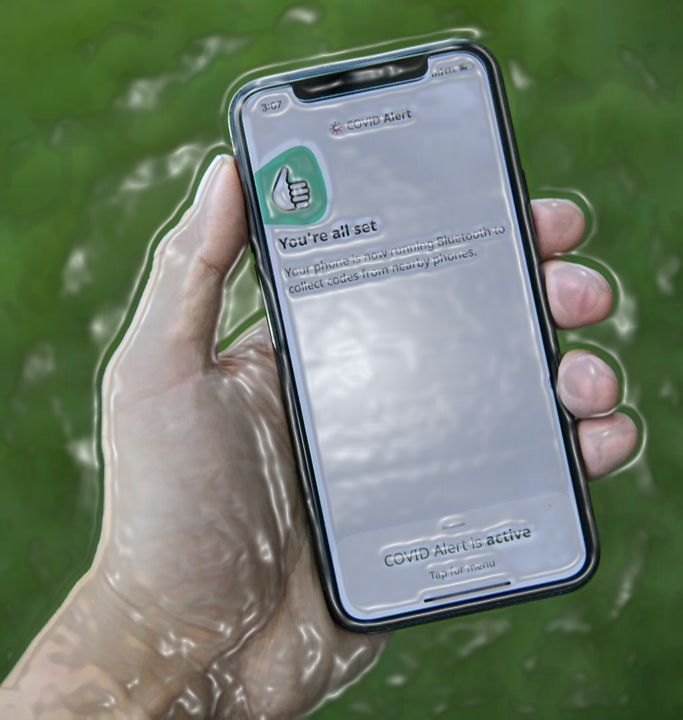 3:07
COVID Alert
You're all set
Your phone is now running Bluetooth to
collect codes from nearby phones.
COVID Alert is active
Tap for menu